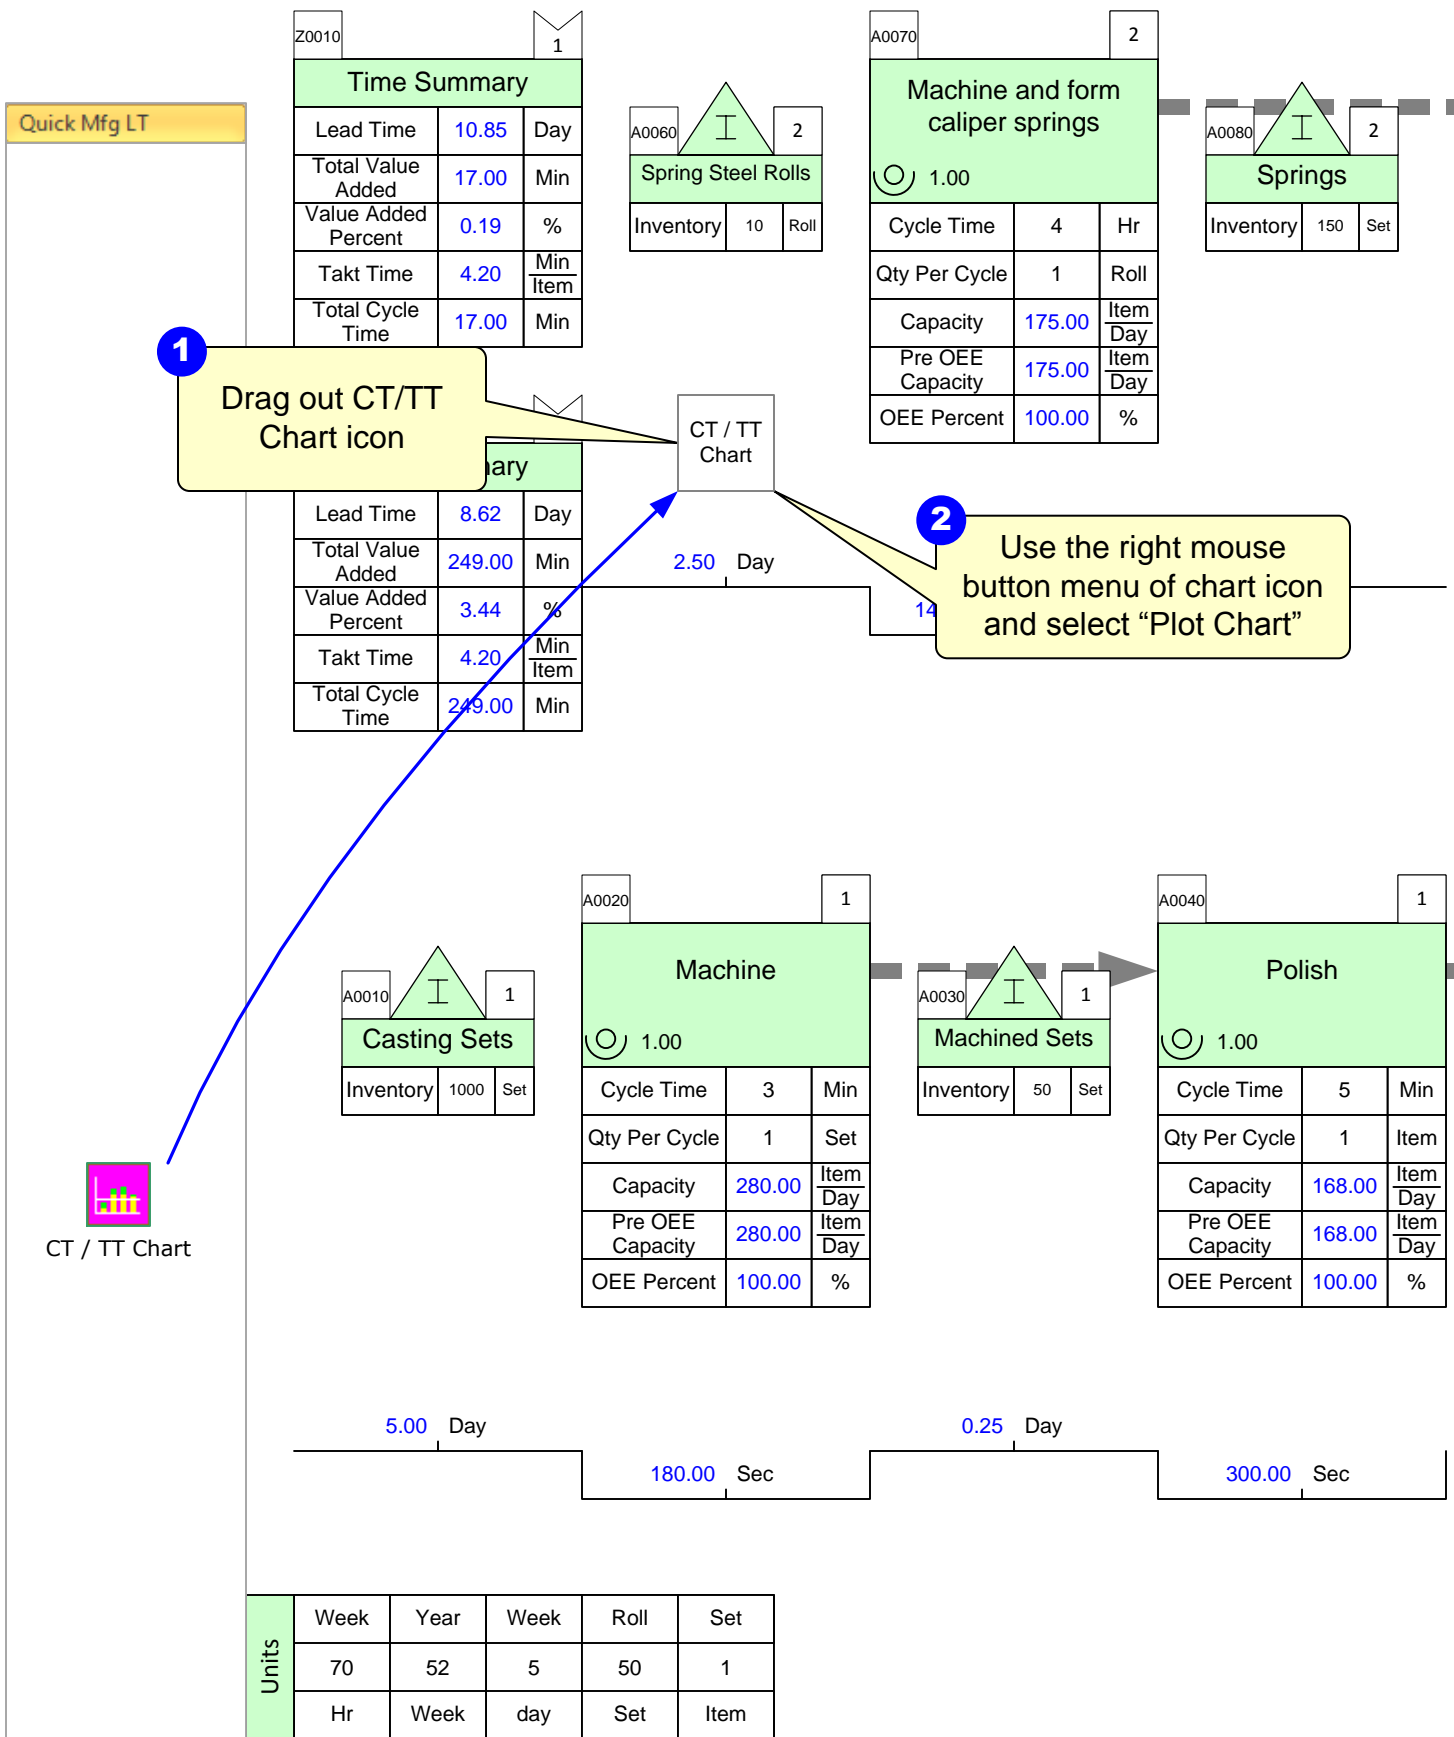 Quick Mfg LT
Z0010
1
Time Summary
Lead Time 10.85 Day
Total Value
Added
17.00 Min
Value Added
Percent
0.19 %
Takt Time 4.20 Min
Item
Total Cycle
Time
17.00 Min
A0060
I
2
Spring Steel Rolls
Inventory 10 Roll
A0070
2
Machine and form
caliper springs
1.00
Cycle Time 4 Hr
Qty Per Cycle 1 Roll
Capacity 175.00 Item
Day
Pre OEE
Capacity
175.00 Item
Day
OEE Percent 100.00 %
A0080
I
2
Springs
Inventory 150 Set
1
Drag out CT/TT
Chart icon
CT / TT
Chart
2
Use the right mouse
button menu of chart icon
and select “Plot Chart”
Lead Time 8.62 Day
Total Value
Added
249.00 Min
Value Added
Percent
3.44 %
Takt Time 4.20 Min
Item
Total Cycle
Time
249.00 Min
2.50 Day
A0010
I
1
Casting Sets
Inventory 1000 Set
A0020
1
Machine
1.00
Cycle Time 3 Min
Qty Per Cycle 1 Set
Capacity 280.00 Item
Day
Pre OEE
Capacity
280.00 Item
Day
OEE Percent 100.00 %
A0030
I
1
Machined Sets
Inventory 50 Set
A0040
1
Polish
1.00
Cycle Time 5 Min
Qty Per Cycle 1 Item
Capacity 168.00 Item
Day
Pre OEE
Capacity
168.00 Item
Day
OEE Percent 100.00 %
CT / TT Chart
5.00 Day
180.00 Sec
0.25 Day
300.00 Sec
Units
Week Year Week Roll Set
70 52 5 50 1
Hr Week day Set Item